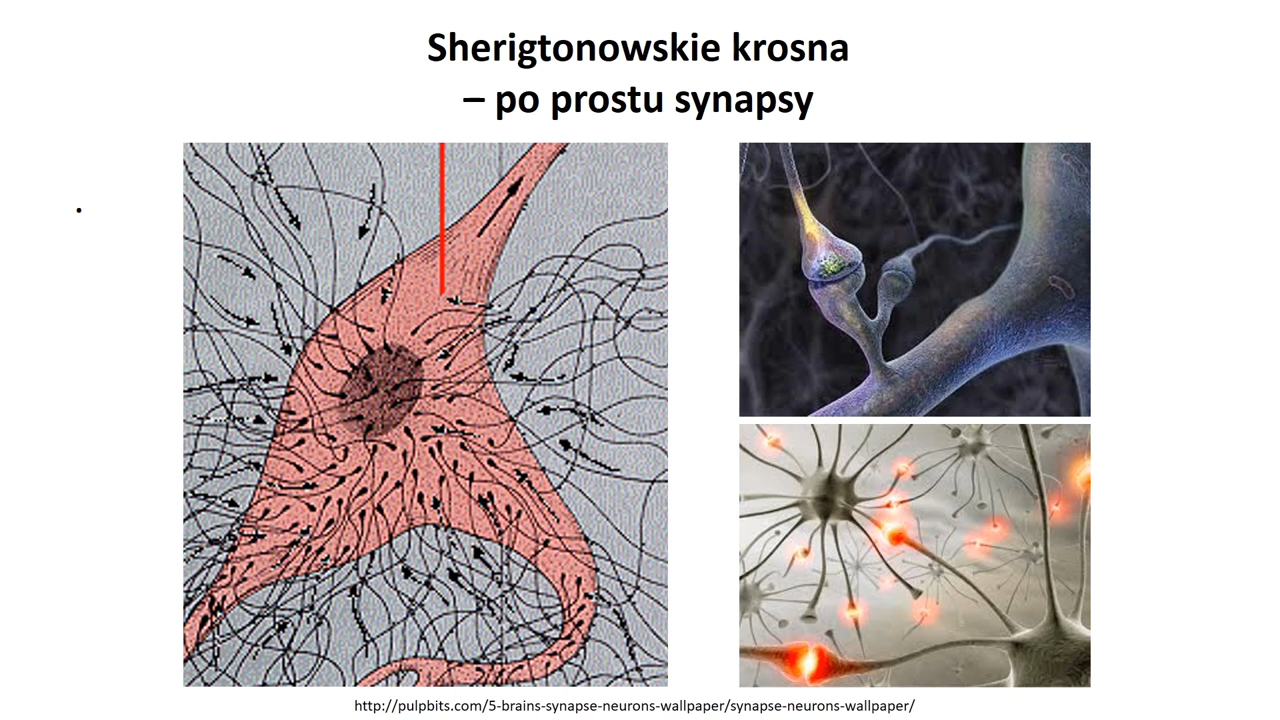 Sherigtonowskie krosna
– po prostu synapsy
.
http://pulpbits.com/5-brains-synapse-neurons-wallpaper/synapse-neurons-wallpaper/